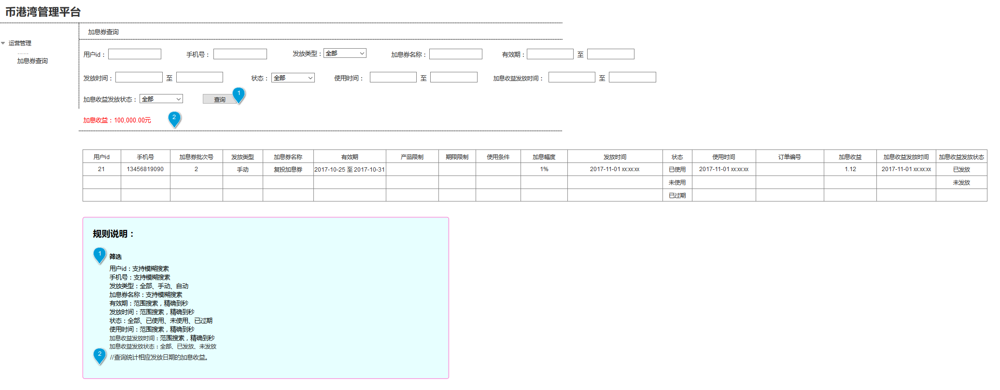 币港湾管理平台
加息券查询
运营管理
……
加息券查询
用户id： 手机号： 发放类型：全部 加息券名称： 有效期： 至
发放时间： 至 状态：全部 使用时间： 至 加息收益发放时间： 至
加息收益发放状态：全部 查询 1
加息收益：100,000.00元 2
用户id 手机号 加息券批次号 发放类型 加息券名称 有效期 产品限制 期限限制 使用条件 加息幅度 发放时间 状态 使用时间 订单编号 加息收益 加息收益发放时间 加息收益发放状态
21 13456819090 2 手动 复投加息券 2017-10-25 至 2017-10-31 1% 2017-11-01 xx:xx:xx 已使用 2017-11-01 xx:xx:xx 1.12 2017-11-01 xx:xx:xx 已发放
未使用 未发放
已过期
规则说明：
1 筛选
用户id：支持模糊搜索
手机号：支持模糊搜索
发放类型：全部、手动、自动
加息券名称：支持模糊搜索
有效期：范围搜索，精确到秒
发放时间：范围搜索，精确到秒
状态：全部、已使用、未使用、已过期
使用时间：范围搜索，精确到秒
加息收益发放时间：范围搜索，精确到秒
加息收益发放状态：全部、已发放、未发放
2 //查询统计相应发放日期的加息收益。